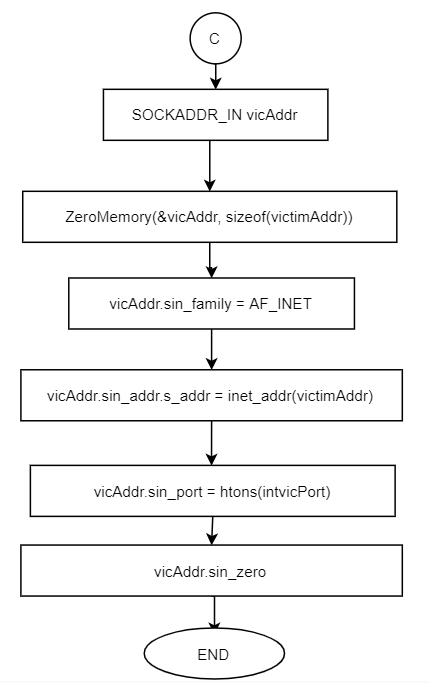 C
SOCKADDR_IN vicAddr
ZeroMemory(&vicAddr, sizeof(victimAddr))
vicAddr.sin_family = AF_INET
vicAddr.sin_addr.s_addr = inet_addr(victimAddr)
vicAddr.sin_port = htons(intvicPort)
vicAddr.sin_zero
END